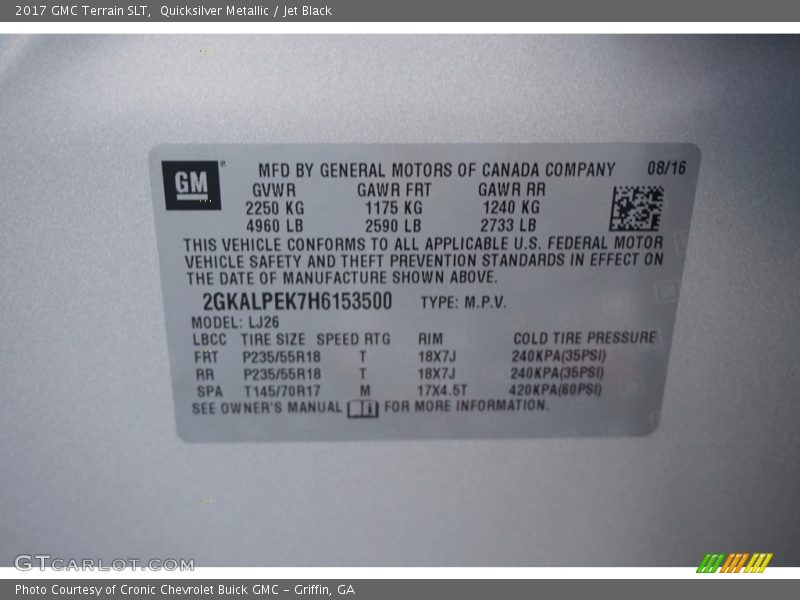 2017 GMC Terrain SLT, Quicksilver Metallic / Jet Black
GM
MFD BY GENERAL MOTORS OF CANADA COMPANY 08/16
GVWR GAWR FRT GAWR RR
2250 KG 1175 KG 1240 KG
4960 LB 2590 LB 2733 LB
THIS VEHICLE CONFORMS TO ALL APPLICABLE U.S. FEDERAL MOTOR
VEHICLE SAFETY AND THEFT PREVENTION STANDARDS IN EFFECT ON
THE DATE OF MANUFACTURE SHOWN ABOVE.
2GKALPEK7H6153500 TYPE: M.P.V.
MODEL: LJ26
LBCC TIRE SIZE SPEED RTG RIM COLD TIRE PRESSURE
FRT P235/55R18 T 18X7J 240KPA(35PSI)
RR P235/55R18 T 18X7J 240KPA(35PSI)
SPA T145/70R17 M 17X4.5T 420KPA(60PSI)
SEE OWNER'S MANUAL FOR MORE INFORMATION.
GTCARLOT.COM
Photo Courtesy of Cronic Chevrolet Buick GMC - Griffin, GA